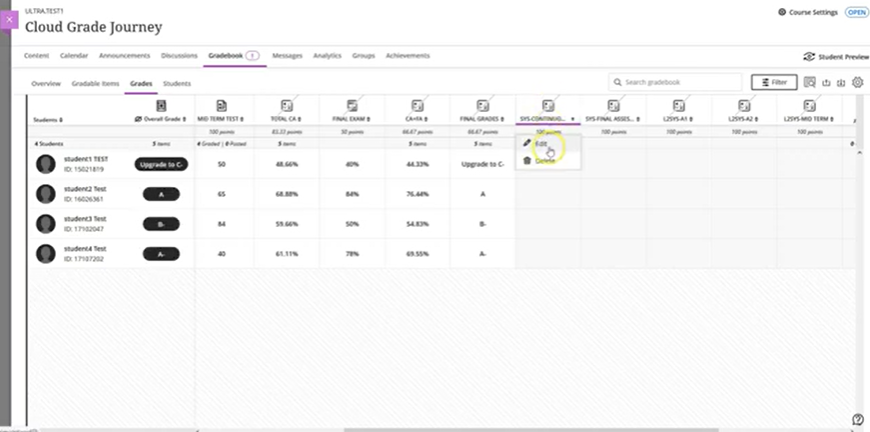 ULTRA.TEST1
Cloud Grade Journey
Course Settings OPEN
Content Calendar Announcements Discussions Gradebook 1 Messages Analytics Groups Achievements
Student Preview
Overview Gradable Items Grades Students
Search gradebook
Filter
Students Overall Grade MID TERM TEST TOTAL CA FINAL EXAM CA+FA FINAL GRADES SYS-CONTINUO... SYS-FINAL ASSES... L2SYS-A1 L2SYS-A2 L2SYS-MID TERM
100 points 83.33 points 50 points 66.67 points 66.67 points 100 points 100 points 100 points 100 points 100 points
4 Students 5 items 4 Graded | 0 Posted 5 items 5 items 5 items
Edit
Delete
student1 TEST
ID: 15021819
Upgrade to C- 50 48.66% 40% 44.33% Upgrade to C-
student2 Test
ID: 16026361
A 65 68.88% 84% 76.44% A
student3 Test
ID: 17102047
B- 84 59.66% 50% 54.83% B-
student4 Test
ID: 17107202
A- 40 61.11% 78% 69.55% A-